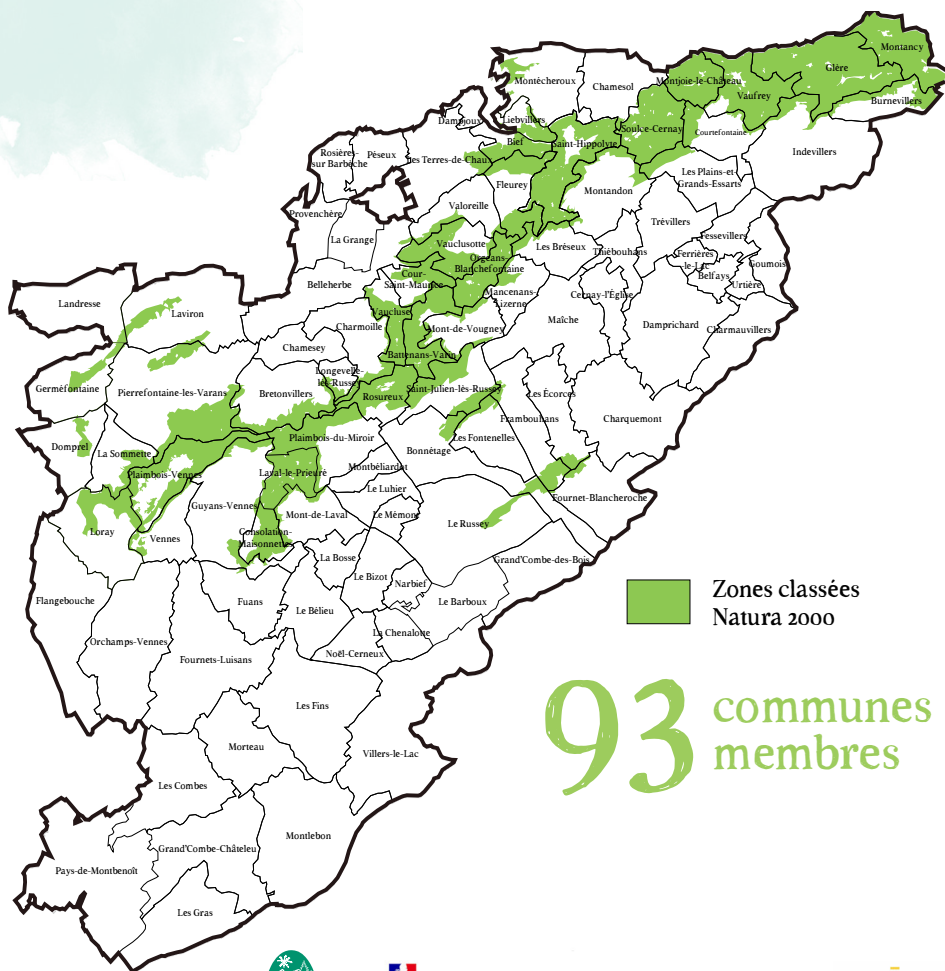 Montancy
Glère
Montécheroux
Chamesol
Montjoie-le-Château
Vaufrey
Burnevillers
Liebvillers
Dampjoux
Soulce-Cernay
Courtefontaine
Bief
Saint-Hippolyte
Indevillers
Rosières-
sur Barbèche
Pèseux
les Terres-de-Chaux
Les Plains-et-
Grands-Essarts
Fleurey
Montandon
Valoreille
Provenchère
Trévillers
La Grange
Vauclusotte
Les Bréseux
Thiébouhans
Fessevillers
Orgeans-
Blanchefontaine
Ferrières
-le-Lac
Goumois
Cour-
Saint-Maurice
Belfays
Belleherbe
Urtière
Mancenans-
Lizerne
Cernay-l'Église
Landresse
Laviron
Vaucluse
Maîche
Charmoille
Mont-de-Vougney
Damprichard
Charmauvillers
Chamesey
Battenans-Varin
Germéfontaine
Pierrefontaine-les-Varans
Longevelle-
lès-Russey
Bretonvillers
Saint-Julien-lès-Russey
Rosureux
Les Écorces
Frambouhans
Charquemont
Domprel
La Sommette
Plaimbois-du-Miroir
Les Fontenelles
Bonnétage
Plaimbois-Vennes
Laval-le-Prieuré
Montbéliardot
Le Luhier
Fournet-Blancheroche
Guyans-Vennes
Mont-de-Laval
Le Mémont
Le Russey
Loray
Vennes
Consolation-
Maisonnettes
La Bosse
Grand'Combe-des-Bois
Le Bizot
Narbief
Flangebouche
Fuans
Le Bélieu
Le Barboux
Orchamps-Vennes
La Chenalotte
Noël-Cerneux
Fournets-Luisans
Les Fins
Morteau
Villers-le-Lac
Les Combes
Montlebon
Grand'Combe-Châteleu
Pays-de-Montbenoît
Les Gras
Zones classées
Natura 2000
93 communes
membres